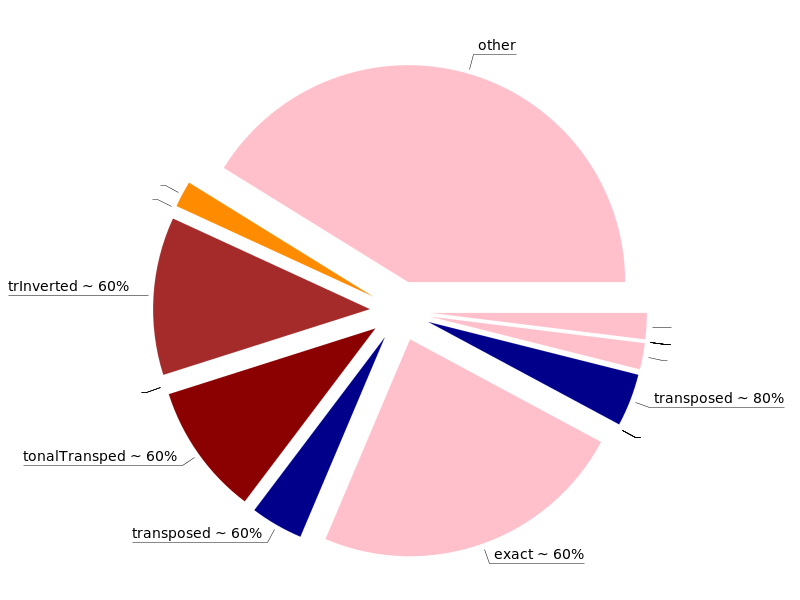 other
trInverted ~ 60%
transposed ~ 80%
tonalTransped ~ 60%
transposed ~ 60%
exact ~ 60%